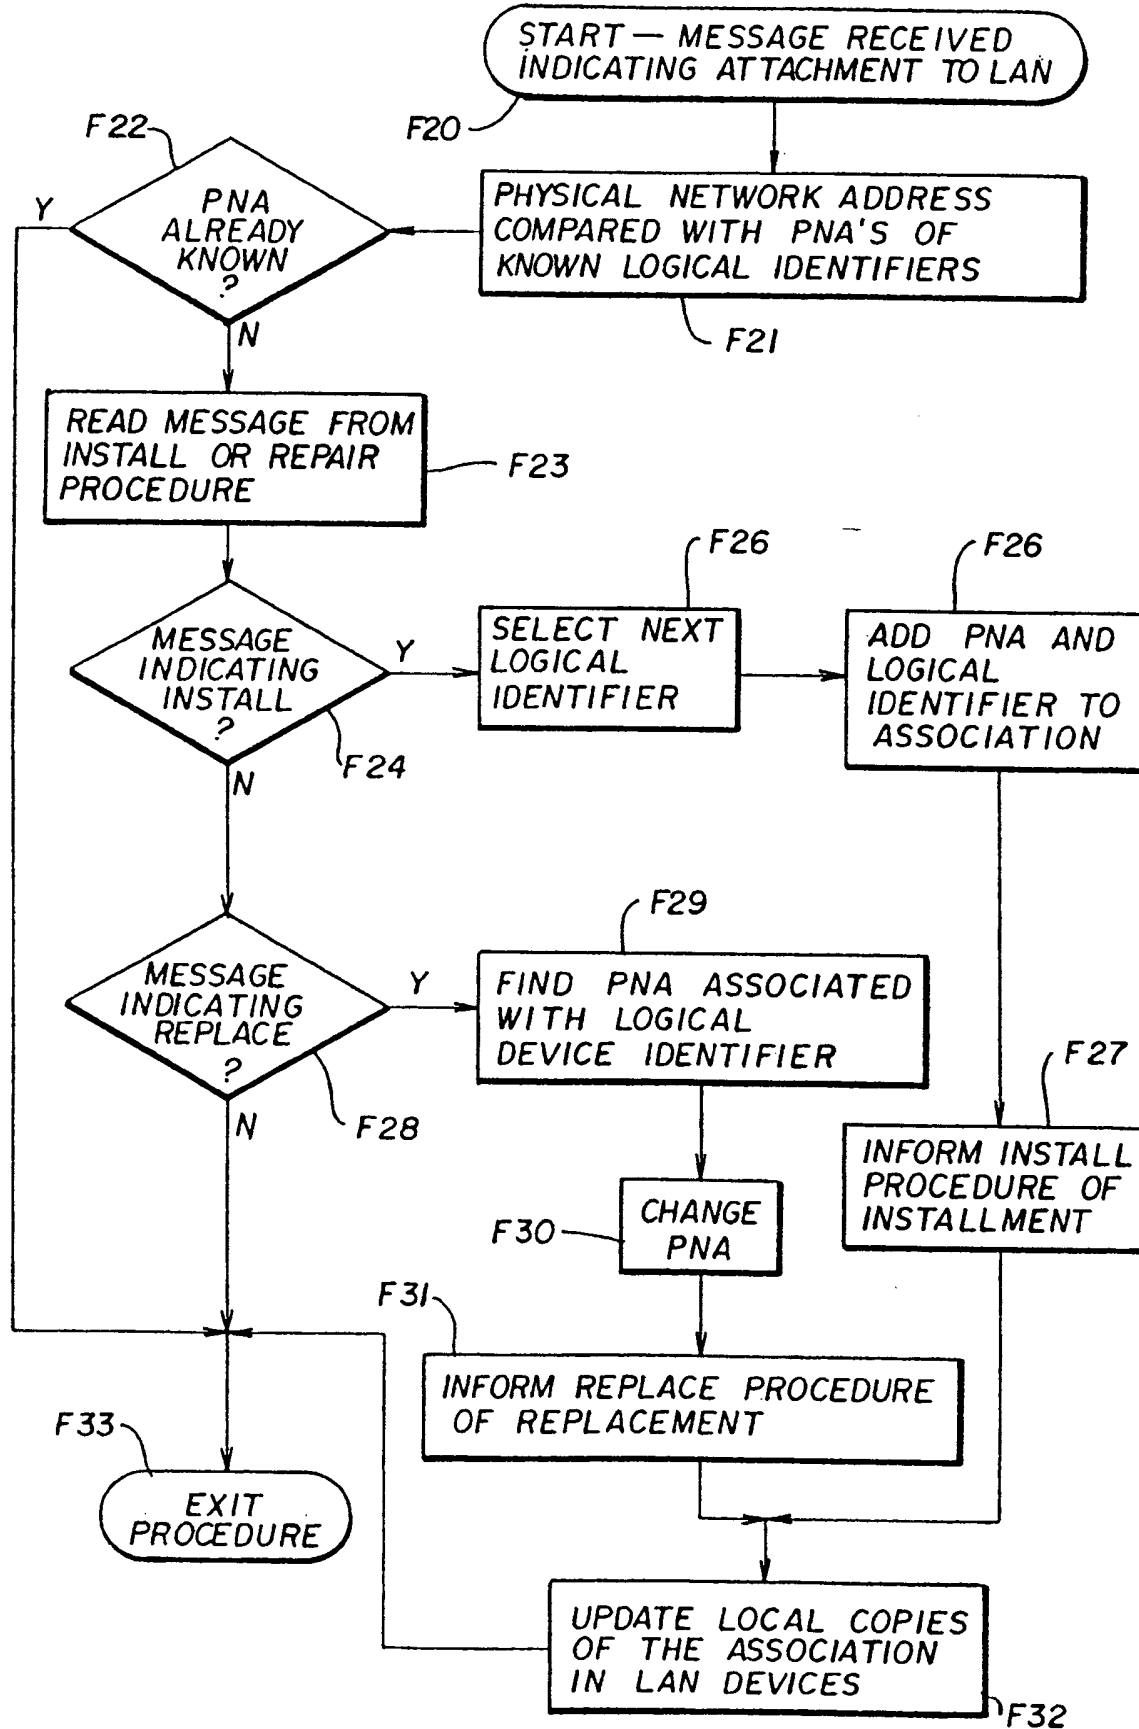 START — MESSAGE RECEIVED
INDICATING ATTACHMENT TO LAN
F20
F22
PHYSICAL NETWORK ADDRESS
COMPARED WITH PNA'S OF
KNOWN LOGICAL IDENTIFIERS
F21
PNA
ALREADY
KNOWN
?
Y
N
READ MESSAGE FROM
INSTALL OR REPAIR
PROCEDURE
F23
MESSAGE
INDICATING
INSTALL
?
Y
F24
N
F26
SELECT NEXT
LOGICAL
IDENTIFIER
F26
ADD PNA AND
LOGICAL
IDENTIFIER TO
ASSOCIATION
MESSAGE
INDICATING
REPLACE
?
Y
F28
N
F29
FIND PNA ASSOCIATED
WITH LOGICAL
DEVICE IDENTIFIER
F27
INFORM INSTALL
PROCEDURE OF
INSTALLMENT
F30
CHANGE
PNA
F31
INFORM REPLACE PROCEDURE
OF REPLACEMENT
F33
EXIT
PROCEDURE
UPDATE LOCAL COPIES
OF THE ASSOCIATION
IN LAN DEVICES
F32